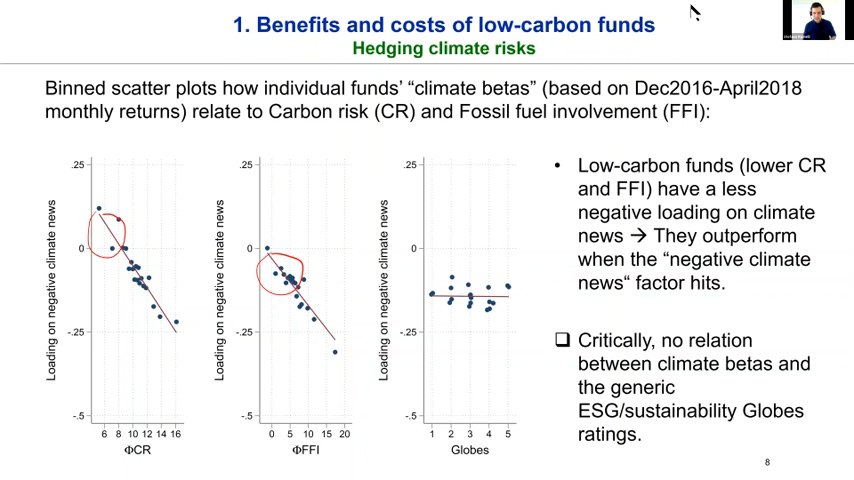 1. Benefits and costs of low-carbon funds
Hedging climate risks
Binned scatter plots how individual funds’ “climate betas” (based on Dec2016-April2018
monthly returns) relate to Carbon risk (CR) and Fossil fuel involvement (FFI):
Loading on negative climate news
.25
0
-.25
-.5
6 8 10 12 14 16
ΦCR
Loading on negative climate news
.25
0
-.25
-.5
0 5 10 15 20
ΦFFI
Loading on negative climate news
.25
0
-.25
-.5
1 2 3 4 5
Globes
• Low-carbon funds (lower CR
and FFI) have a less
negative loading on climate
news → They outperform
when the “negative climate
news“ factor hits.
❑ Critically, no relation
between climate betas and
the generic
ESG/sustainability Globes
ratings.
8